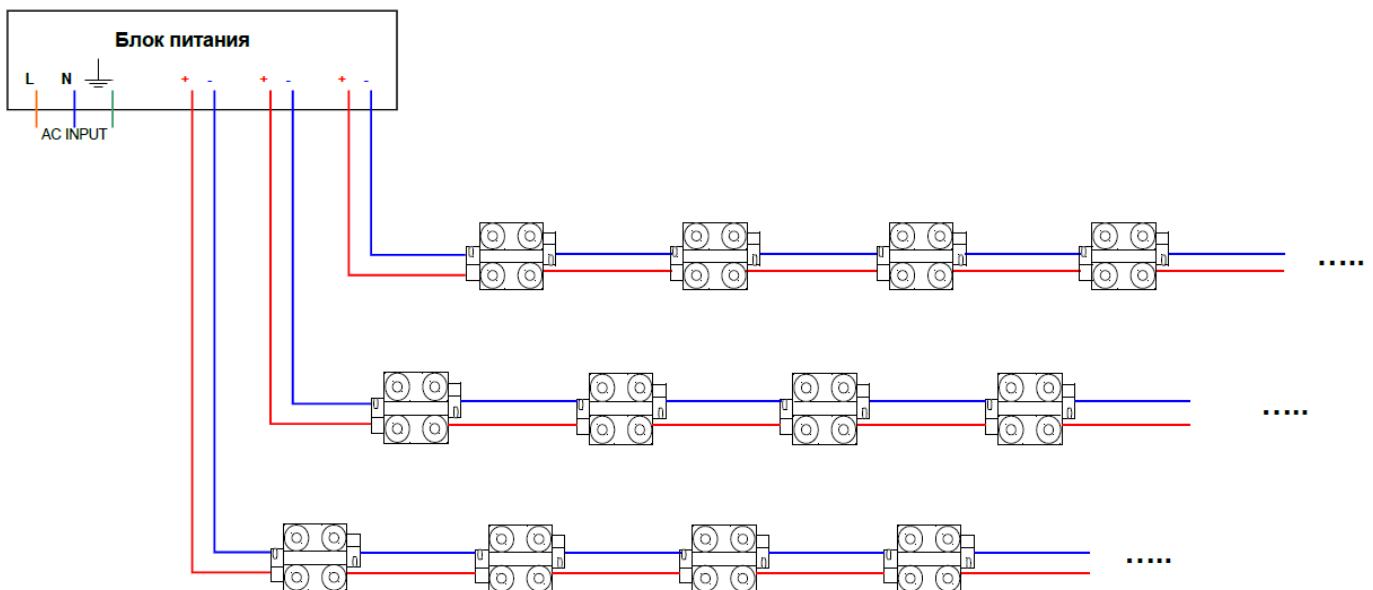 Блок питания
L N + - + - + -
AC INPUT
.....
.....
.....